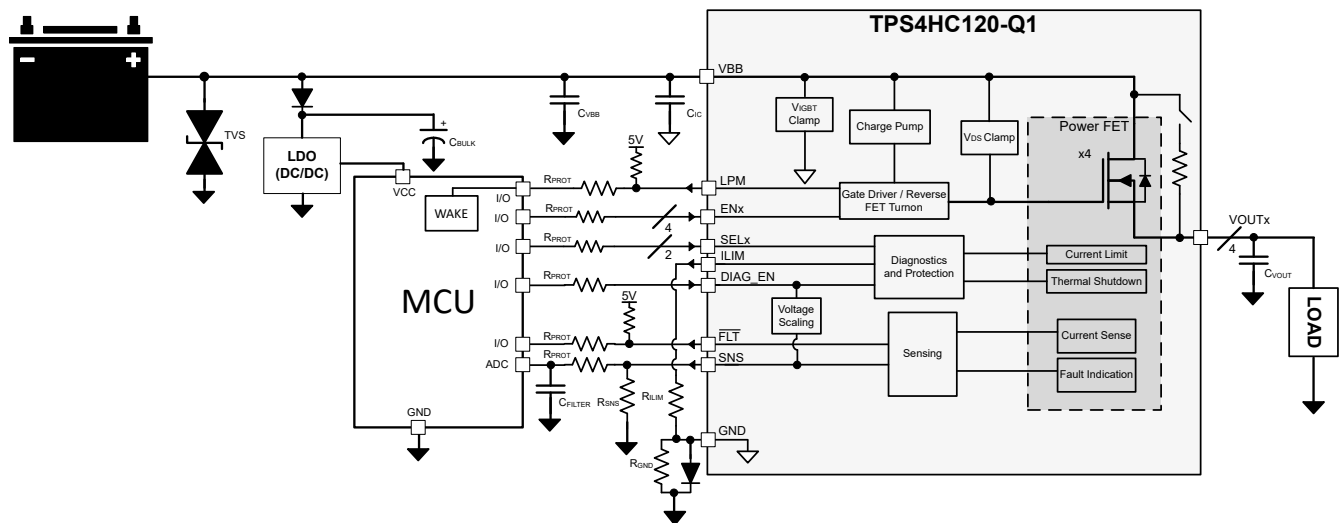 TPS4HC120-Q1
VBB
TVS
LDO
(DC/DC)
CBULK
CVBB
CIC
VIGBT
Clamp
Charge Pump
VDS Clamp
Power FET
x4
5V
VCC
WAKE
I/O
RPROT
LPM
Gate Driver / Reverse
FET Turnon
I/O
RPROT
4
ENx
I/O
RPROT
2
SELx
ILIM
Diagnostics
and Protection
Current Limit
Thermal Shutdown
VOUTx
4
CVOUT
LOAD
I/O
RPROT
DIAG_EN
MCU
5V
Voltage
Scaling
I/O
RPROT
FLT
ADC
RPROT
SNS
Sensing
Current Sense
Fault Indication
CFILTER
RSNS
RILIM
GND
GND
RGND